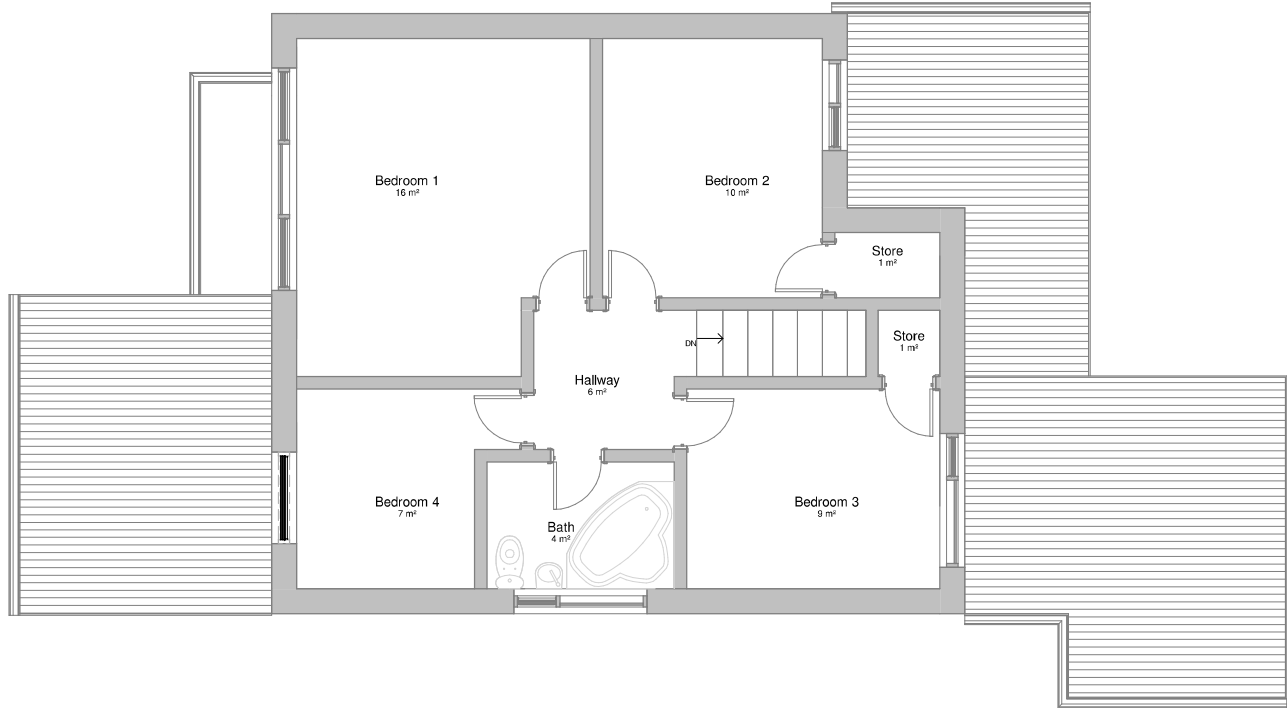 Bedroom 1
16 m²
Bedroom 2
10 m²
Store
1 m²
DN
Store
1 m²
Hallway
6 m²
Bedroom 4
7 m²
Bath
4 m²
Bedroom 3
9 m²